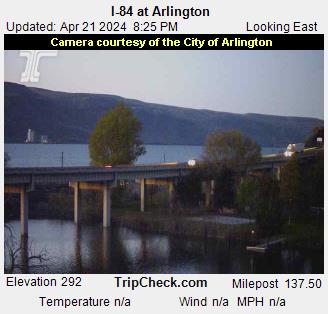 I-84 at Arlington
Updated: Apr 21 2024 8:25 PM Looking East
Camera courtesy of the City of Arlington
Elevation 292 TripCheck.com Milepost 137.50
Temperature n/a Wind n/a MPH n/a